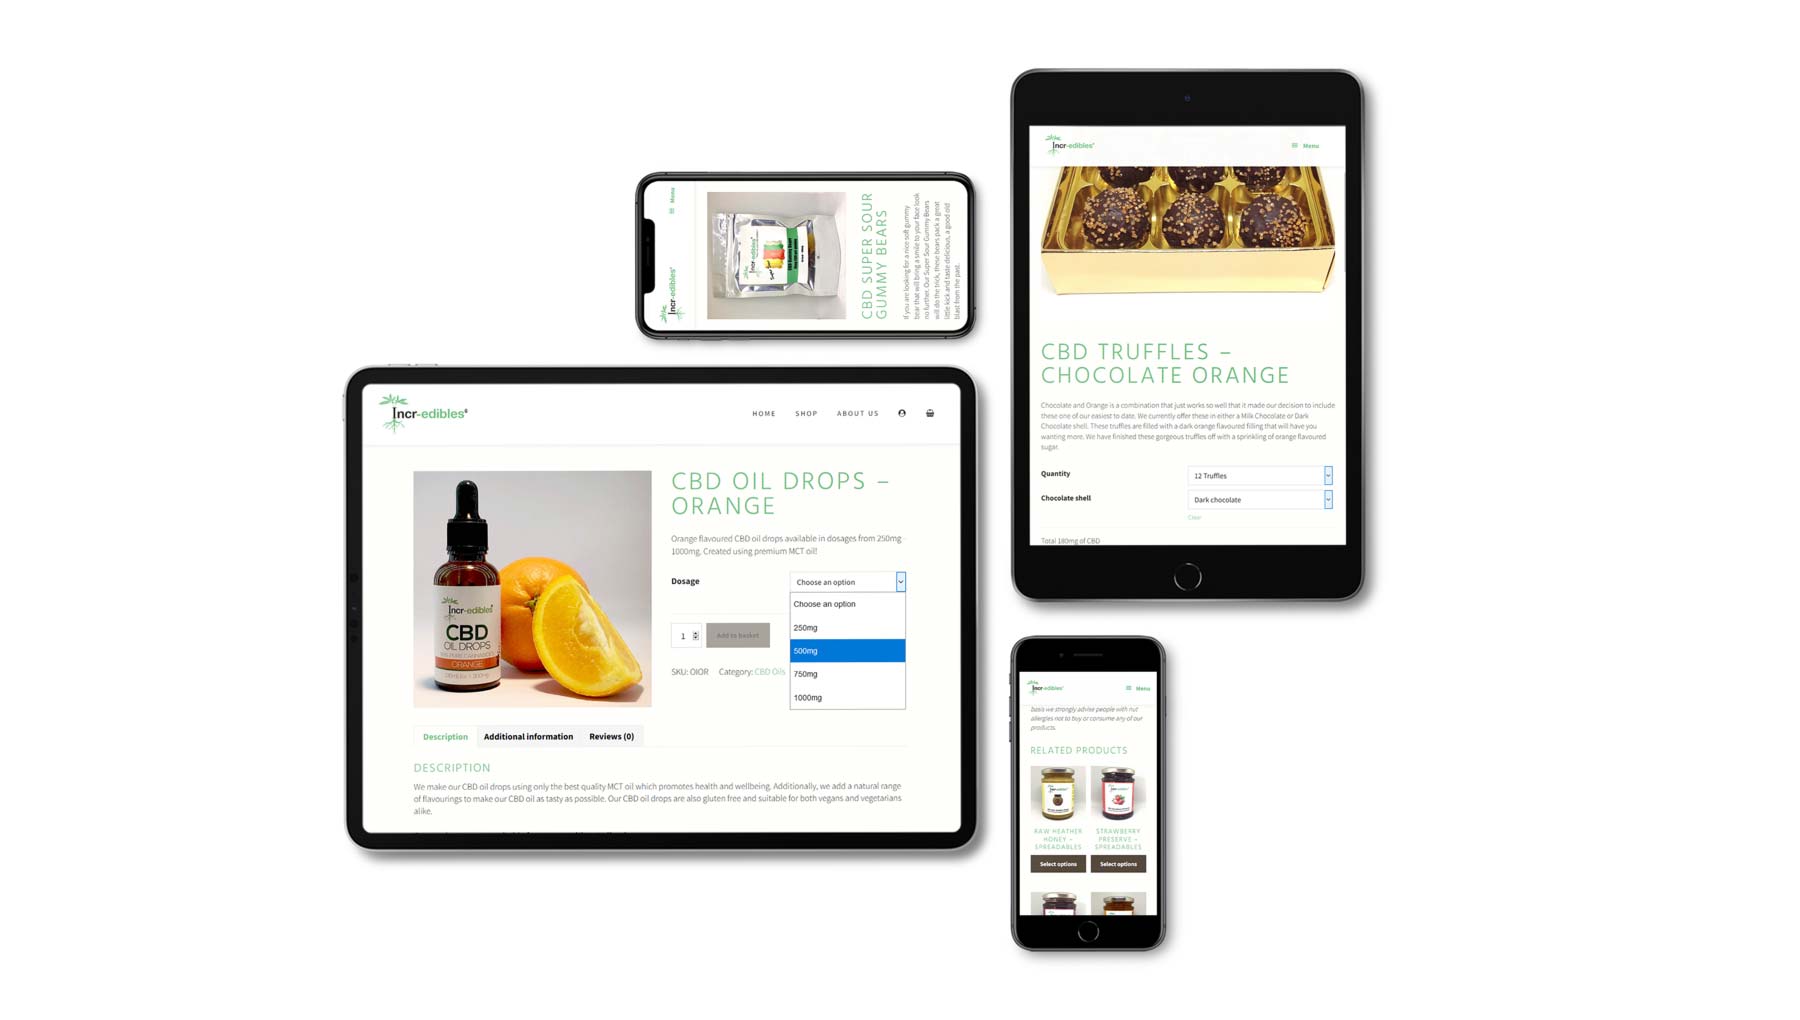 Incr-edibles
Menu
CBD SUPER SOUR
GUMMY BEARS
If you are looking for a nice soft gummy
bear that will bring a smile to your face look
no further. Our Super Sour Gummy Bears
will do the trick, these bears pack a great
little kick and taste delicious, a good old
blast from the past.
Incr-edibles
Incr-edibles
Menu
CBD TRUFFLES –
CHOCOLATE ORANGE
Chocolate and Orange is a combination that just works so well that it made our decision to include
these one of our easiest to date. We currently offer these in either a Milk Chocolate or Dark
Chocolate shell. These truffles are filled with a dark orange flavoured filling that will have you
wanting more. We have finished these gorgeous truffles off with a sprinkling of orange flavoured
sugar.
Quantity
12 Truffles
Chocolate shell
Dark chocolate
Clear
Total 180mg of CBD
Incr-edibles
HOME SHOP ABOUT US
CBD OIL DROPS –
ORANGE
Orange flavoured CBD oil drops available in dosages from 250mg -
1000mg. Created using premium MCT oil!
Dosage
Choose an option
Choose an option
250mg
500mg
750mg
1000mg
1
Add to basket
SKU: OIOR Category: CBD Oils
Incr-edibles
CBD
OIL DROPS
ORANGE
Description
Additional information
Reviews (0)
DESCRIPTION
We make our CBD oil drops using only the best quality MCT oil which promotes health and wellbeing. Additionally, we add a natural range
of flavourings to make our CBD oil as tasty as possible. Our CBD oil drops are also gluten free and suitable for both vegans and vegetarians
alike.
Incr-edibles
Menu
basis we strongly advise people with nut
allergies not to buy or consume any of our
products.
RELATED PRODUCTS
RAW HEATHER
HONEY –
SPREADABLES
Select options
STRAWBERRY
PRESERVE –
SPREADABLES
Select options